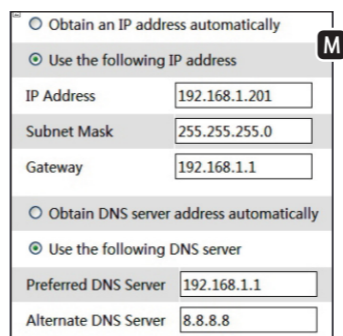 Obtain an IP address automatically
M
Use the following IP address
IP Address 192.168.1.201
Subnet Mask 255.255.255.0
Gateway 192.168.1.1
Obtain DNS server address automatically
Use the following DNS server
Preferred DNS Server 192.168.1.1
Alternate DNS Server 8.8.8.8